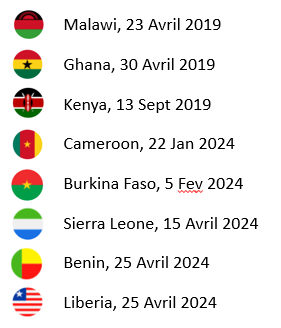 Malawi, 23 Avril 2019
Ghana, 30 Avril 2019
Kenya, 13 Sept 2019
Cameroon, 22 Jan 2024
Burkina Faso, 5 Fev 2024
Sierra Leone, 15 Avril 2024
Benin, 25 Avril 2024
Liberia, 25 Avril 2024